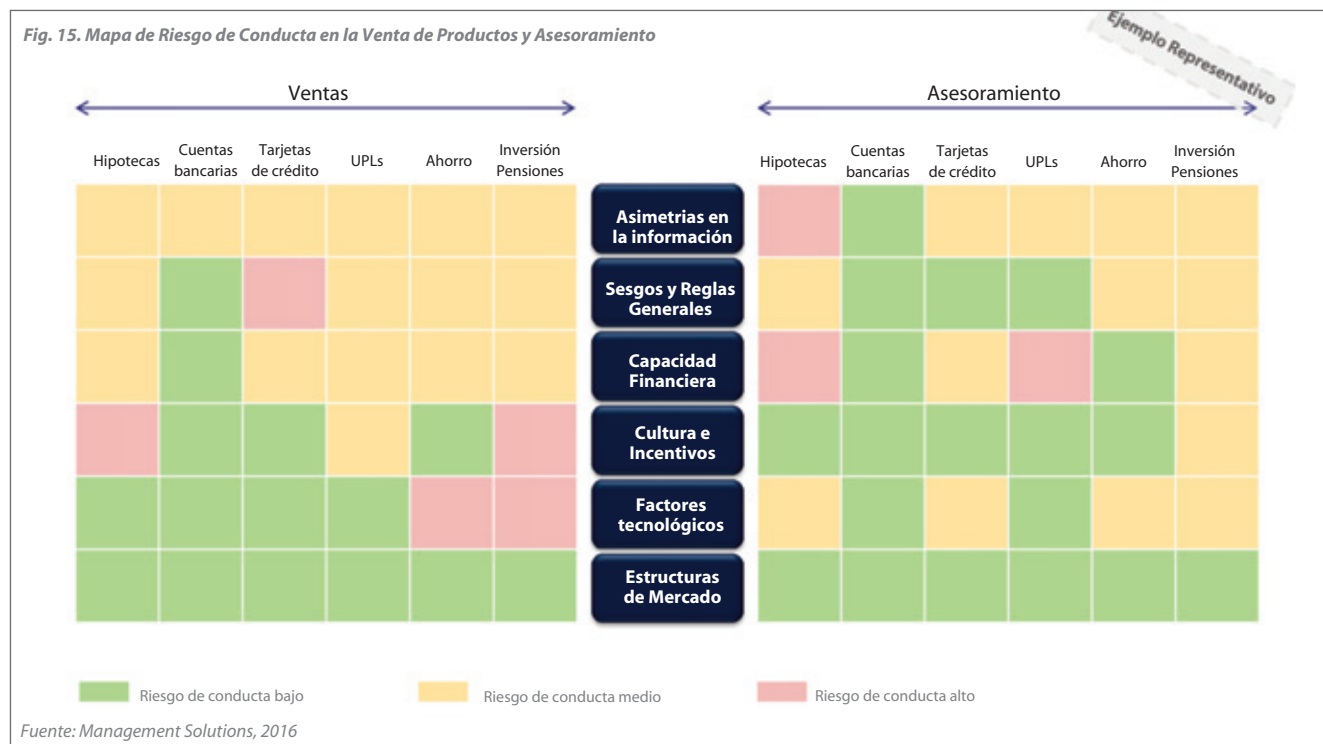 Fig. 15. Mapa de Riesgo de Conducta en la Venta de Productos y Asesoramiento
Ejemplo Representativo
Ventas
Asesoramiento
Hipotecas
Cuentas
bancarias
Tarjetas
de crédito
UPLs
Ahorro
Inversión
Pensiones
Hipotecas
Cuentas
bancarias
Tarjetas
de crédito
UPLs
Ahorro
Inversión
Pensiones
Asimetrias en
la información
Sesgos y Reglas
Generales
Capacidad
Financiera
Cultura e
Incentivos
Factores
tecnológicos
Estructuras
de Mercado
Riesgo de conducta bajo
Riesgo de conducta medio
Riesgo de conducta alto
Fuente: Management Solutions, 2016